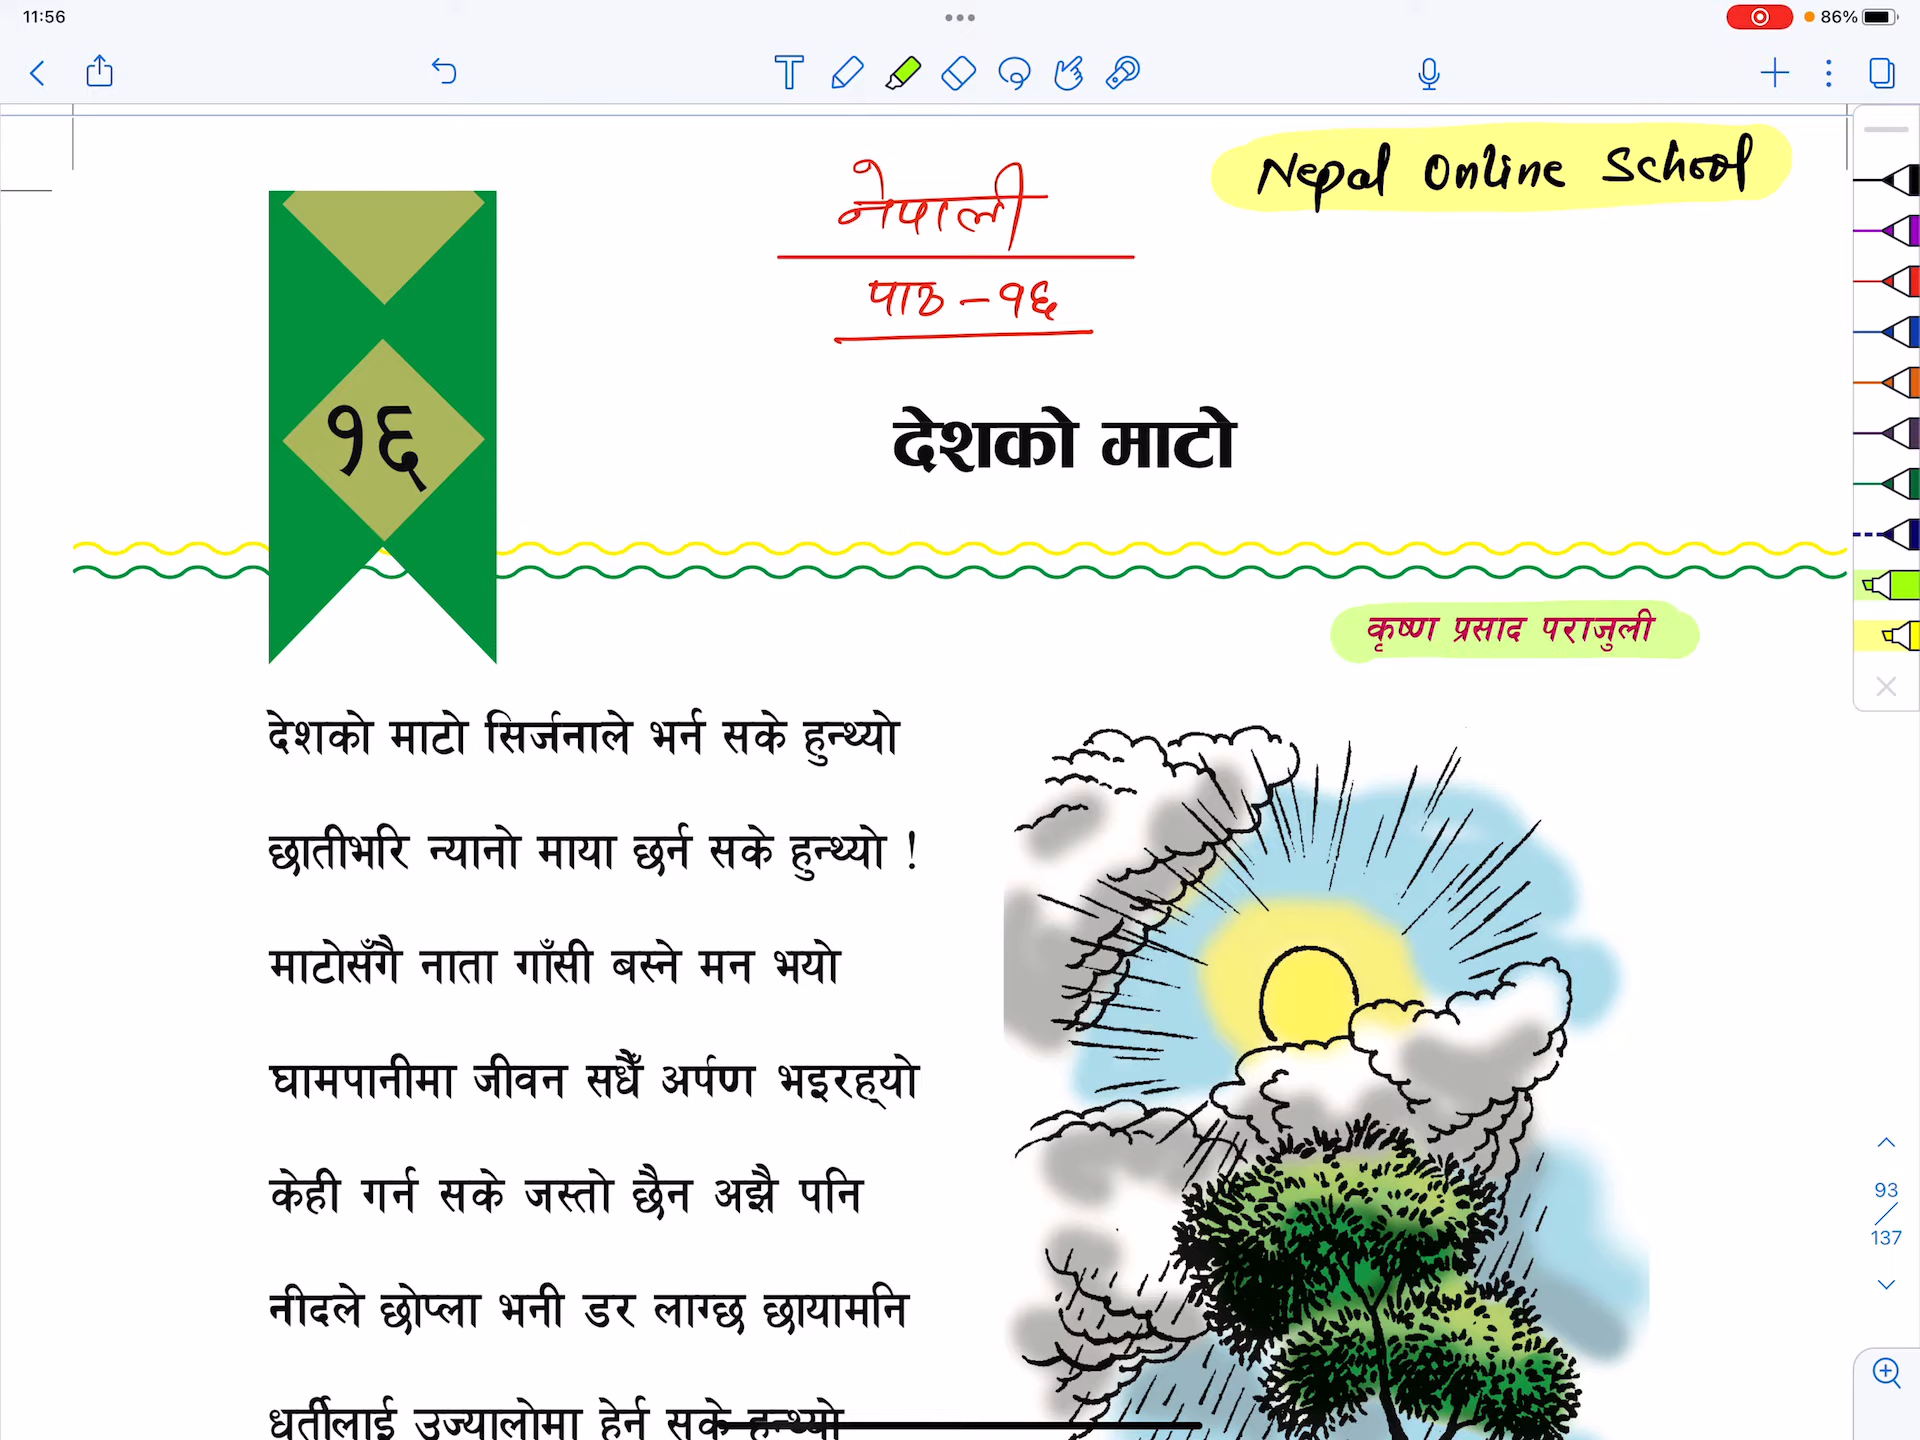 11:56
86%
Nepal Online School
नेपाली
पाठ - १६
१६
देशको माटो
कृष्ण प्रसाद पराजुली
देशको माटो सिर्जनाले भर्न सके हुन्थ्यो
छातीभरि न्यानो माया छर्न सके हुन्थ्यो !
माटोसँगै नाता गाँसी बस्ने मन भयो
घामपानीमा जीवन सधैँ अर्पण भइरह्यो
केही गर्न सके जस्तो छैन अझै पनि
नीदले छोप्ला भनी डर लाग्छ छायामनि
धर्तीलाई उज्यालोमा हेर्न सके हुन्थ्यो
93
137